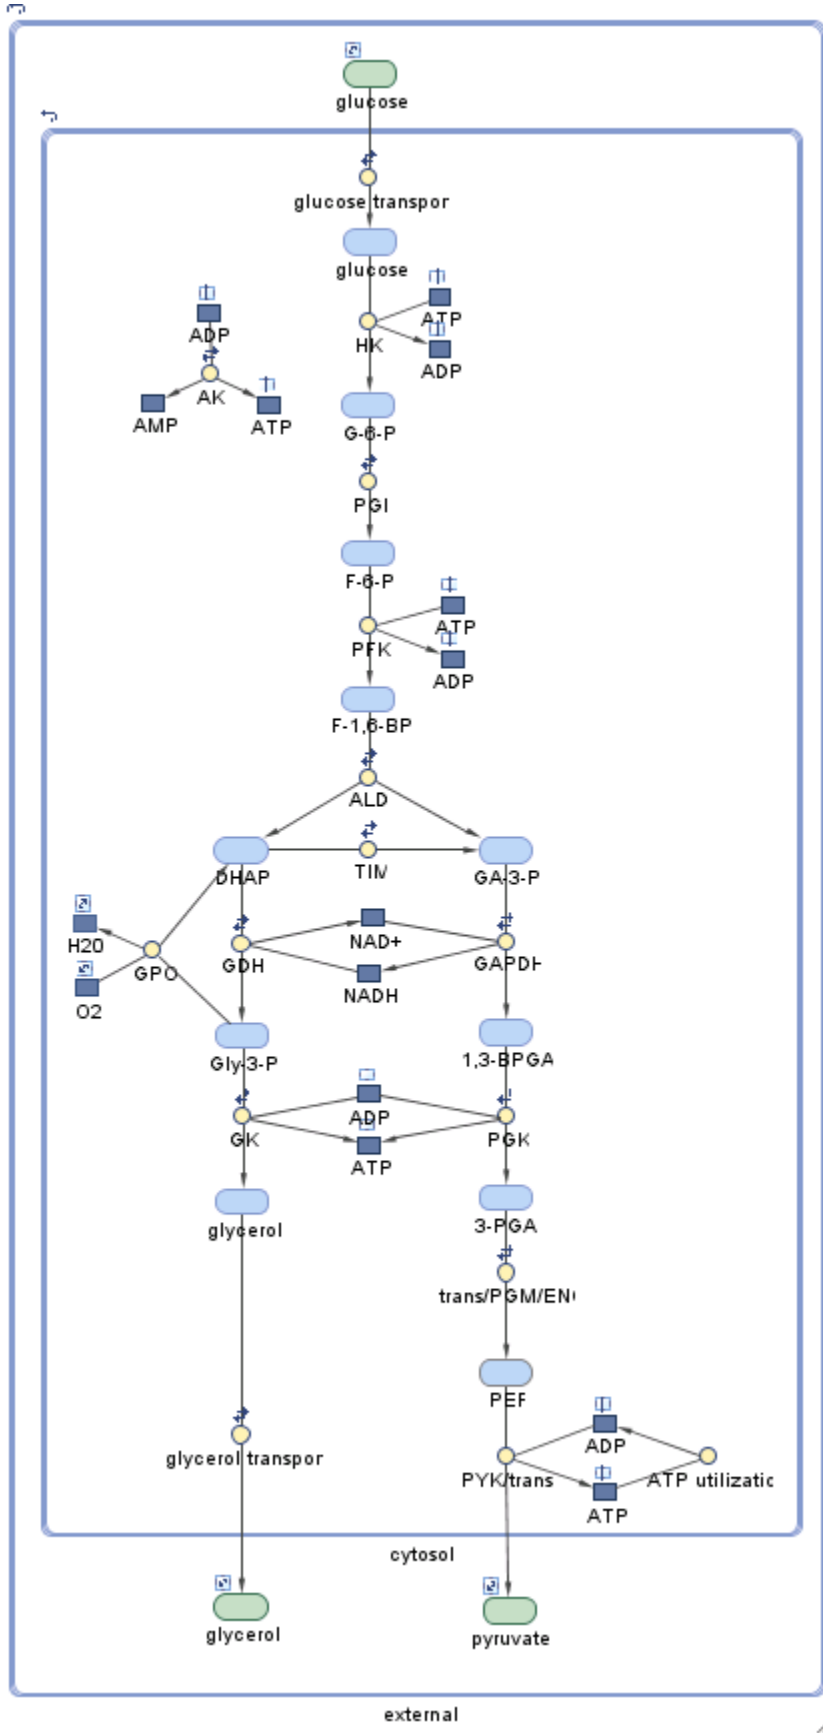 glucose
glucose transpor
glucose
ATP
HK
ADP
ADP
AK
AMP
ATP
G-6-P
PGI
F-6-P
ATP
PFK
ADP
F-1,6-BP
ALD
DHAP
TIM
GA-3-P
H20
GPO
O2
GDH
NAD+
NADH
GAPDH
Gly-3-P
1,3-BPGA
ADP
GK
ATP
PGK
glycerol
3-PGA
trans/PGM/EN
PEP
glycerol transpor
ADP
PYK/trans
ATP utilizatic
ATP
cytosol
glycerol
pyruvate
external